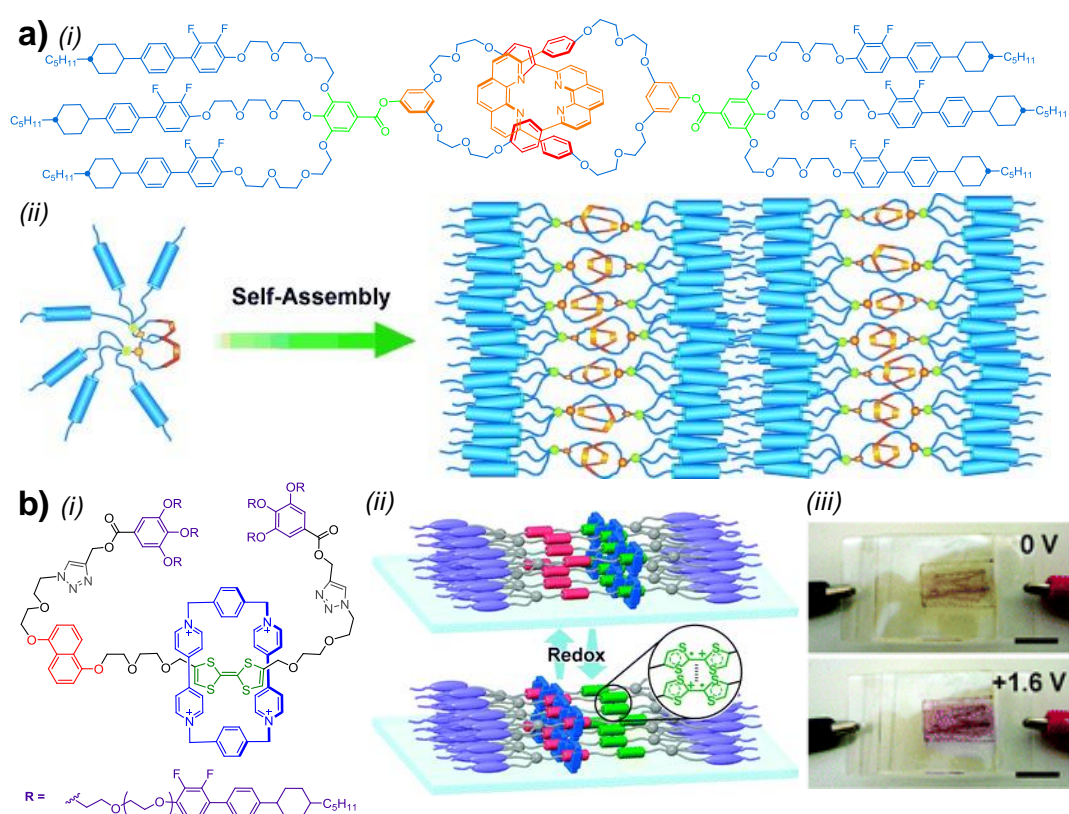 a) (i)
F F
F F
C5H11
O O O O
O O O O
C5H11
F F
O O
N N
F F
C5H11
O O O O
O
O
O
O
O O O O
C5H11
F F
O
N N
O
F F
C5H11
O O O O
O O
O O
O O O O
C5H11
(ii)
Self-Assembly
b) (i)
OR
OR
OR
O
O
N
N=N
O
O
O
O
O
OR
RO
RO
O
O
N
N
N
O
O
N+
N+
S S
S S
N+
N+
(ii)
Redox
S S
S S
S S
S S
(iii)
0 V
+1.6 V
R =
O
O
O
F F
C5H11